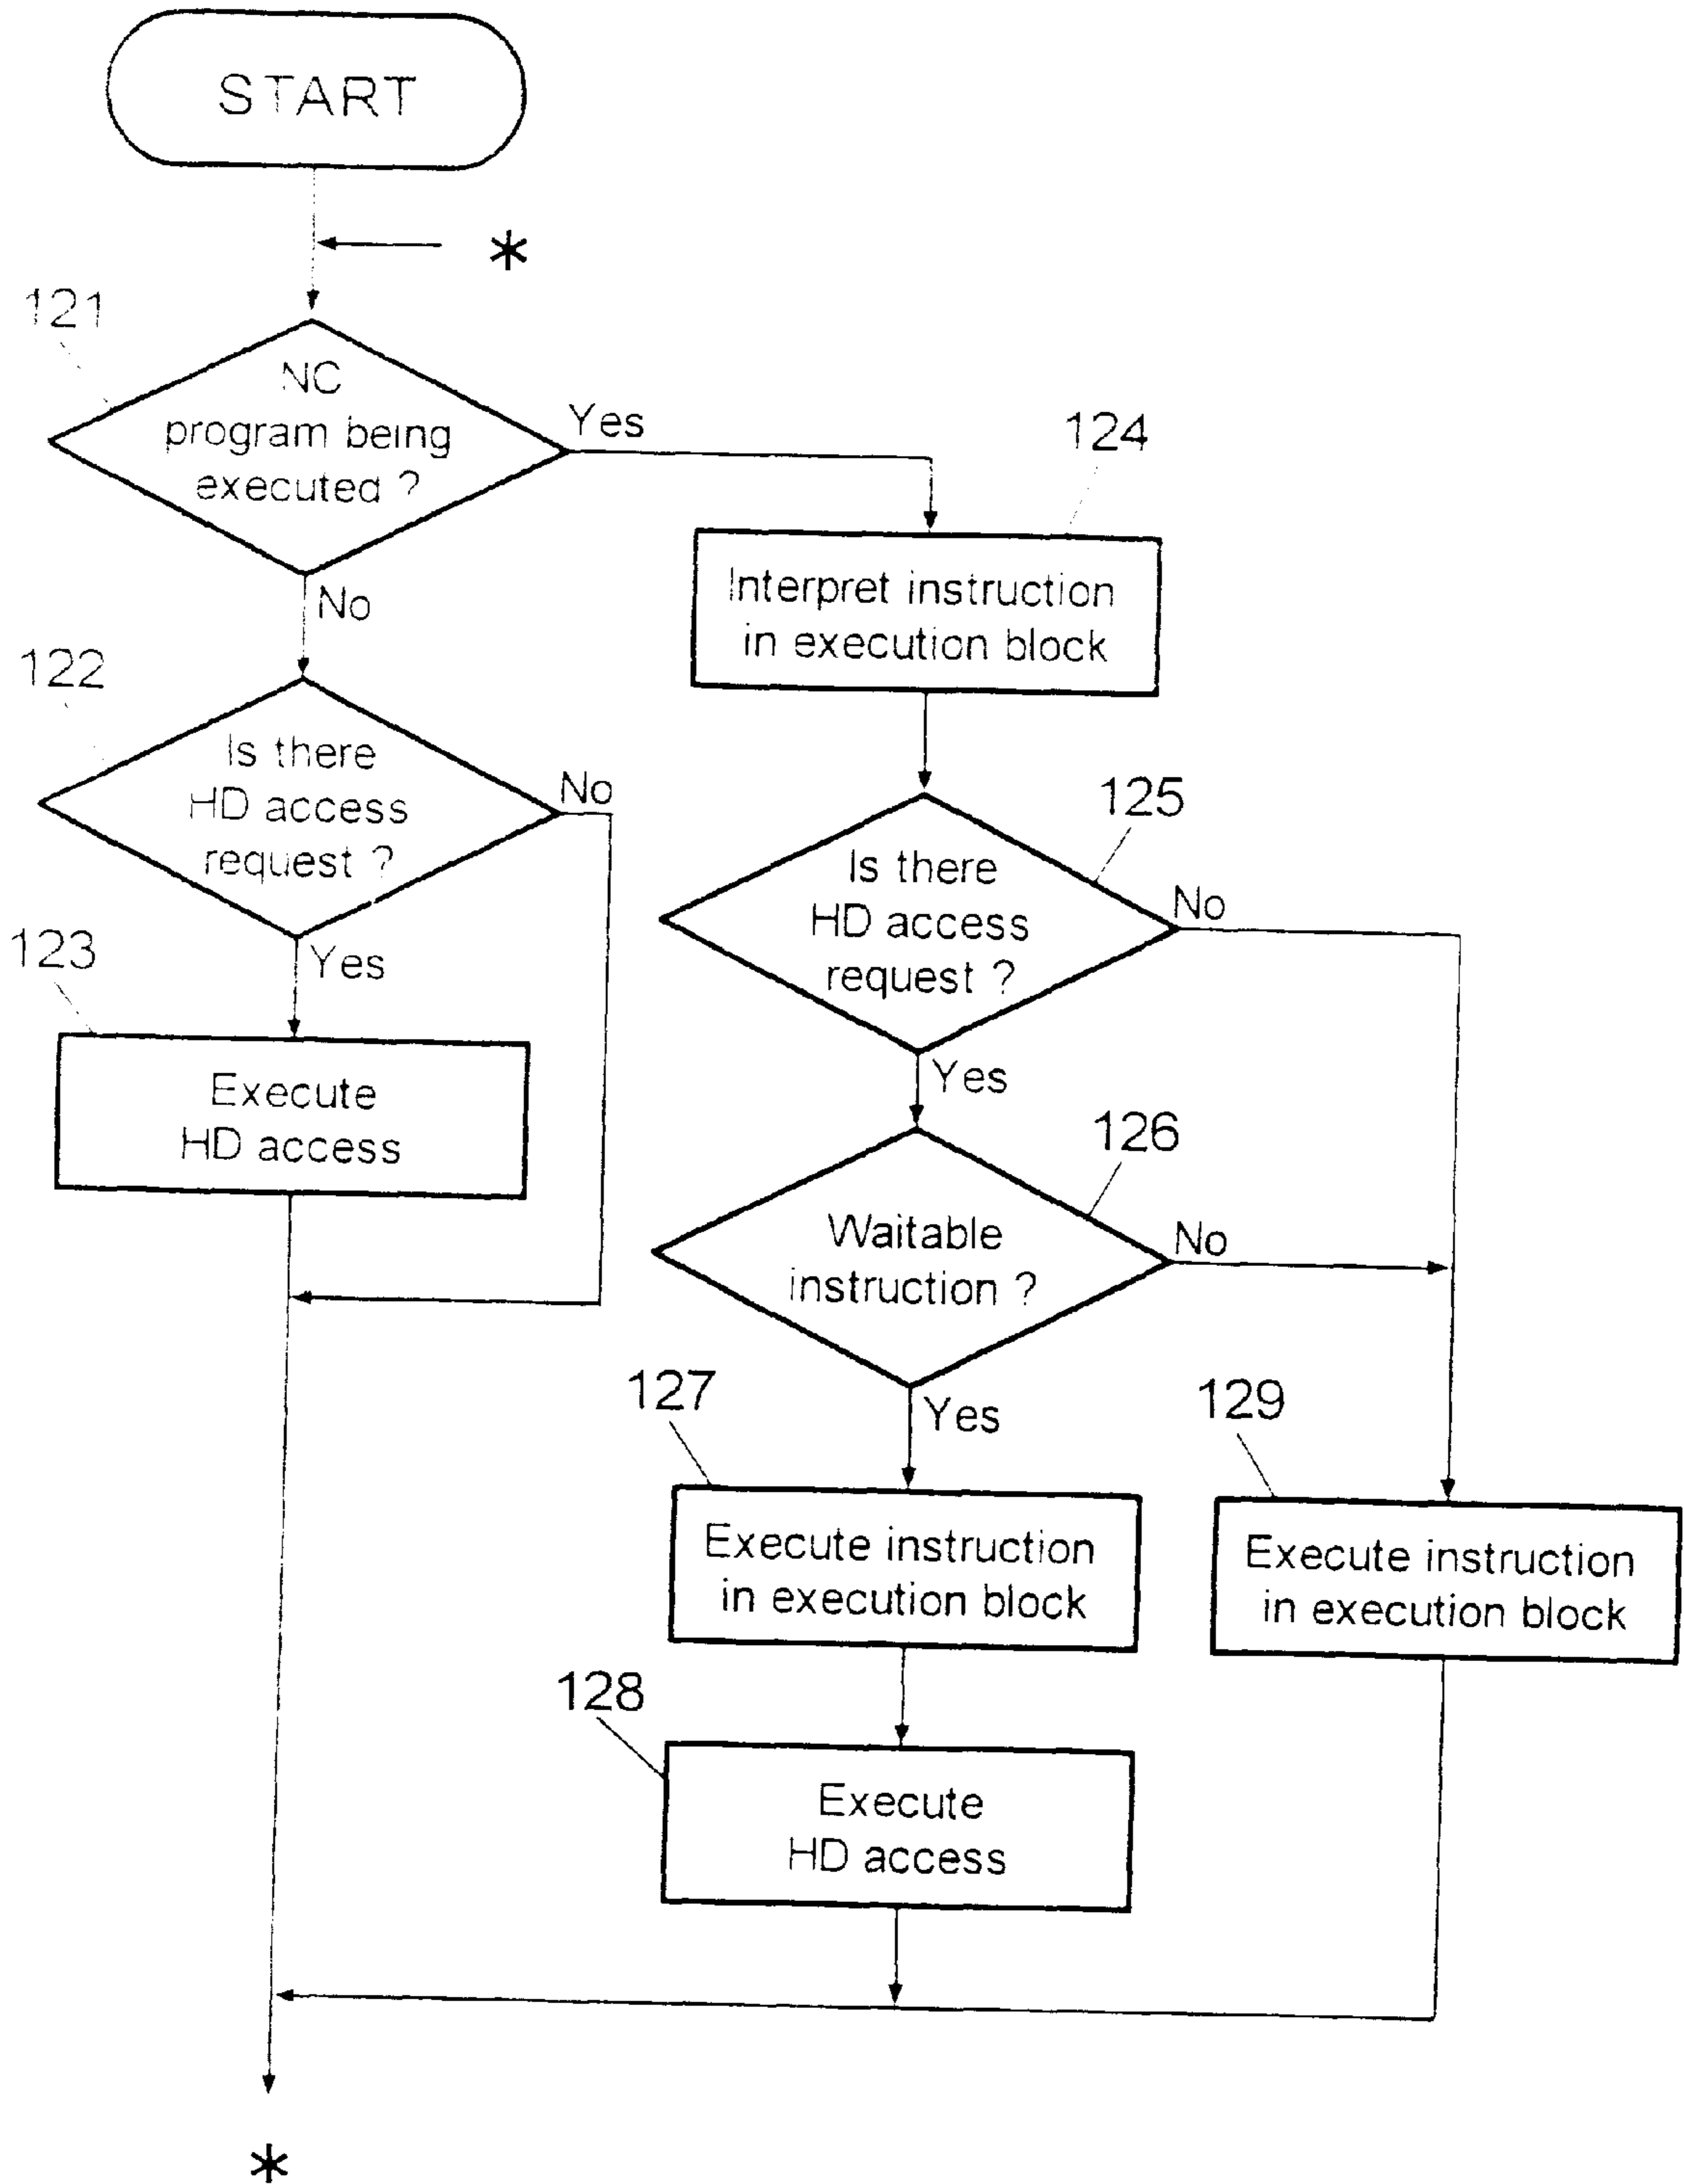 START
*
121
NC
program being
executed ?
Yes
No
122
Is there
HD access
request ?
No
Yes
123
Execute
HD access
124
Interpret instruction
in execution block
125
Is there
HD access
request ?
No
Yes
126
Waitable
instruction ?
No
Yes
127
Execute instruction
in execution block
129
Execute instruction
in execution block
128
Execute
HD access
*